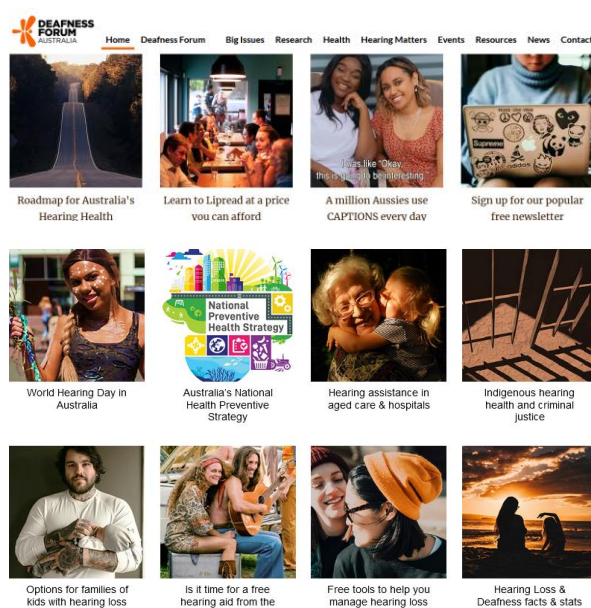 DEAFNESS
FORUM
AUSTRALIA
Home Deafness Forum Big Issues Research Health Hearing Matters Events Resources News Contact
It was like "Okay,
this is going to be interesting.
Supreme
adidas
Roadmap for Australia's
Hearing Health
Learn to Lipread at a price
you can afford
A million Aussies use
CAPTIONS every day
Sign up for our popular
free newsletter
National
Preventive
Health Strategy
World Hearing Day in
Australia
Australia's National
Health Preventive
Strategy
Hearing assistance in
aged care & hospitals
Indigenous hearing
health and criminal
justice
Options for families of
kids with hearing loss
Is it time for a free
hearing aid from the
Free tools to help you
manage hearing loss
Hearing Loss &
Deafness facts & stats